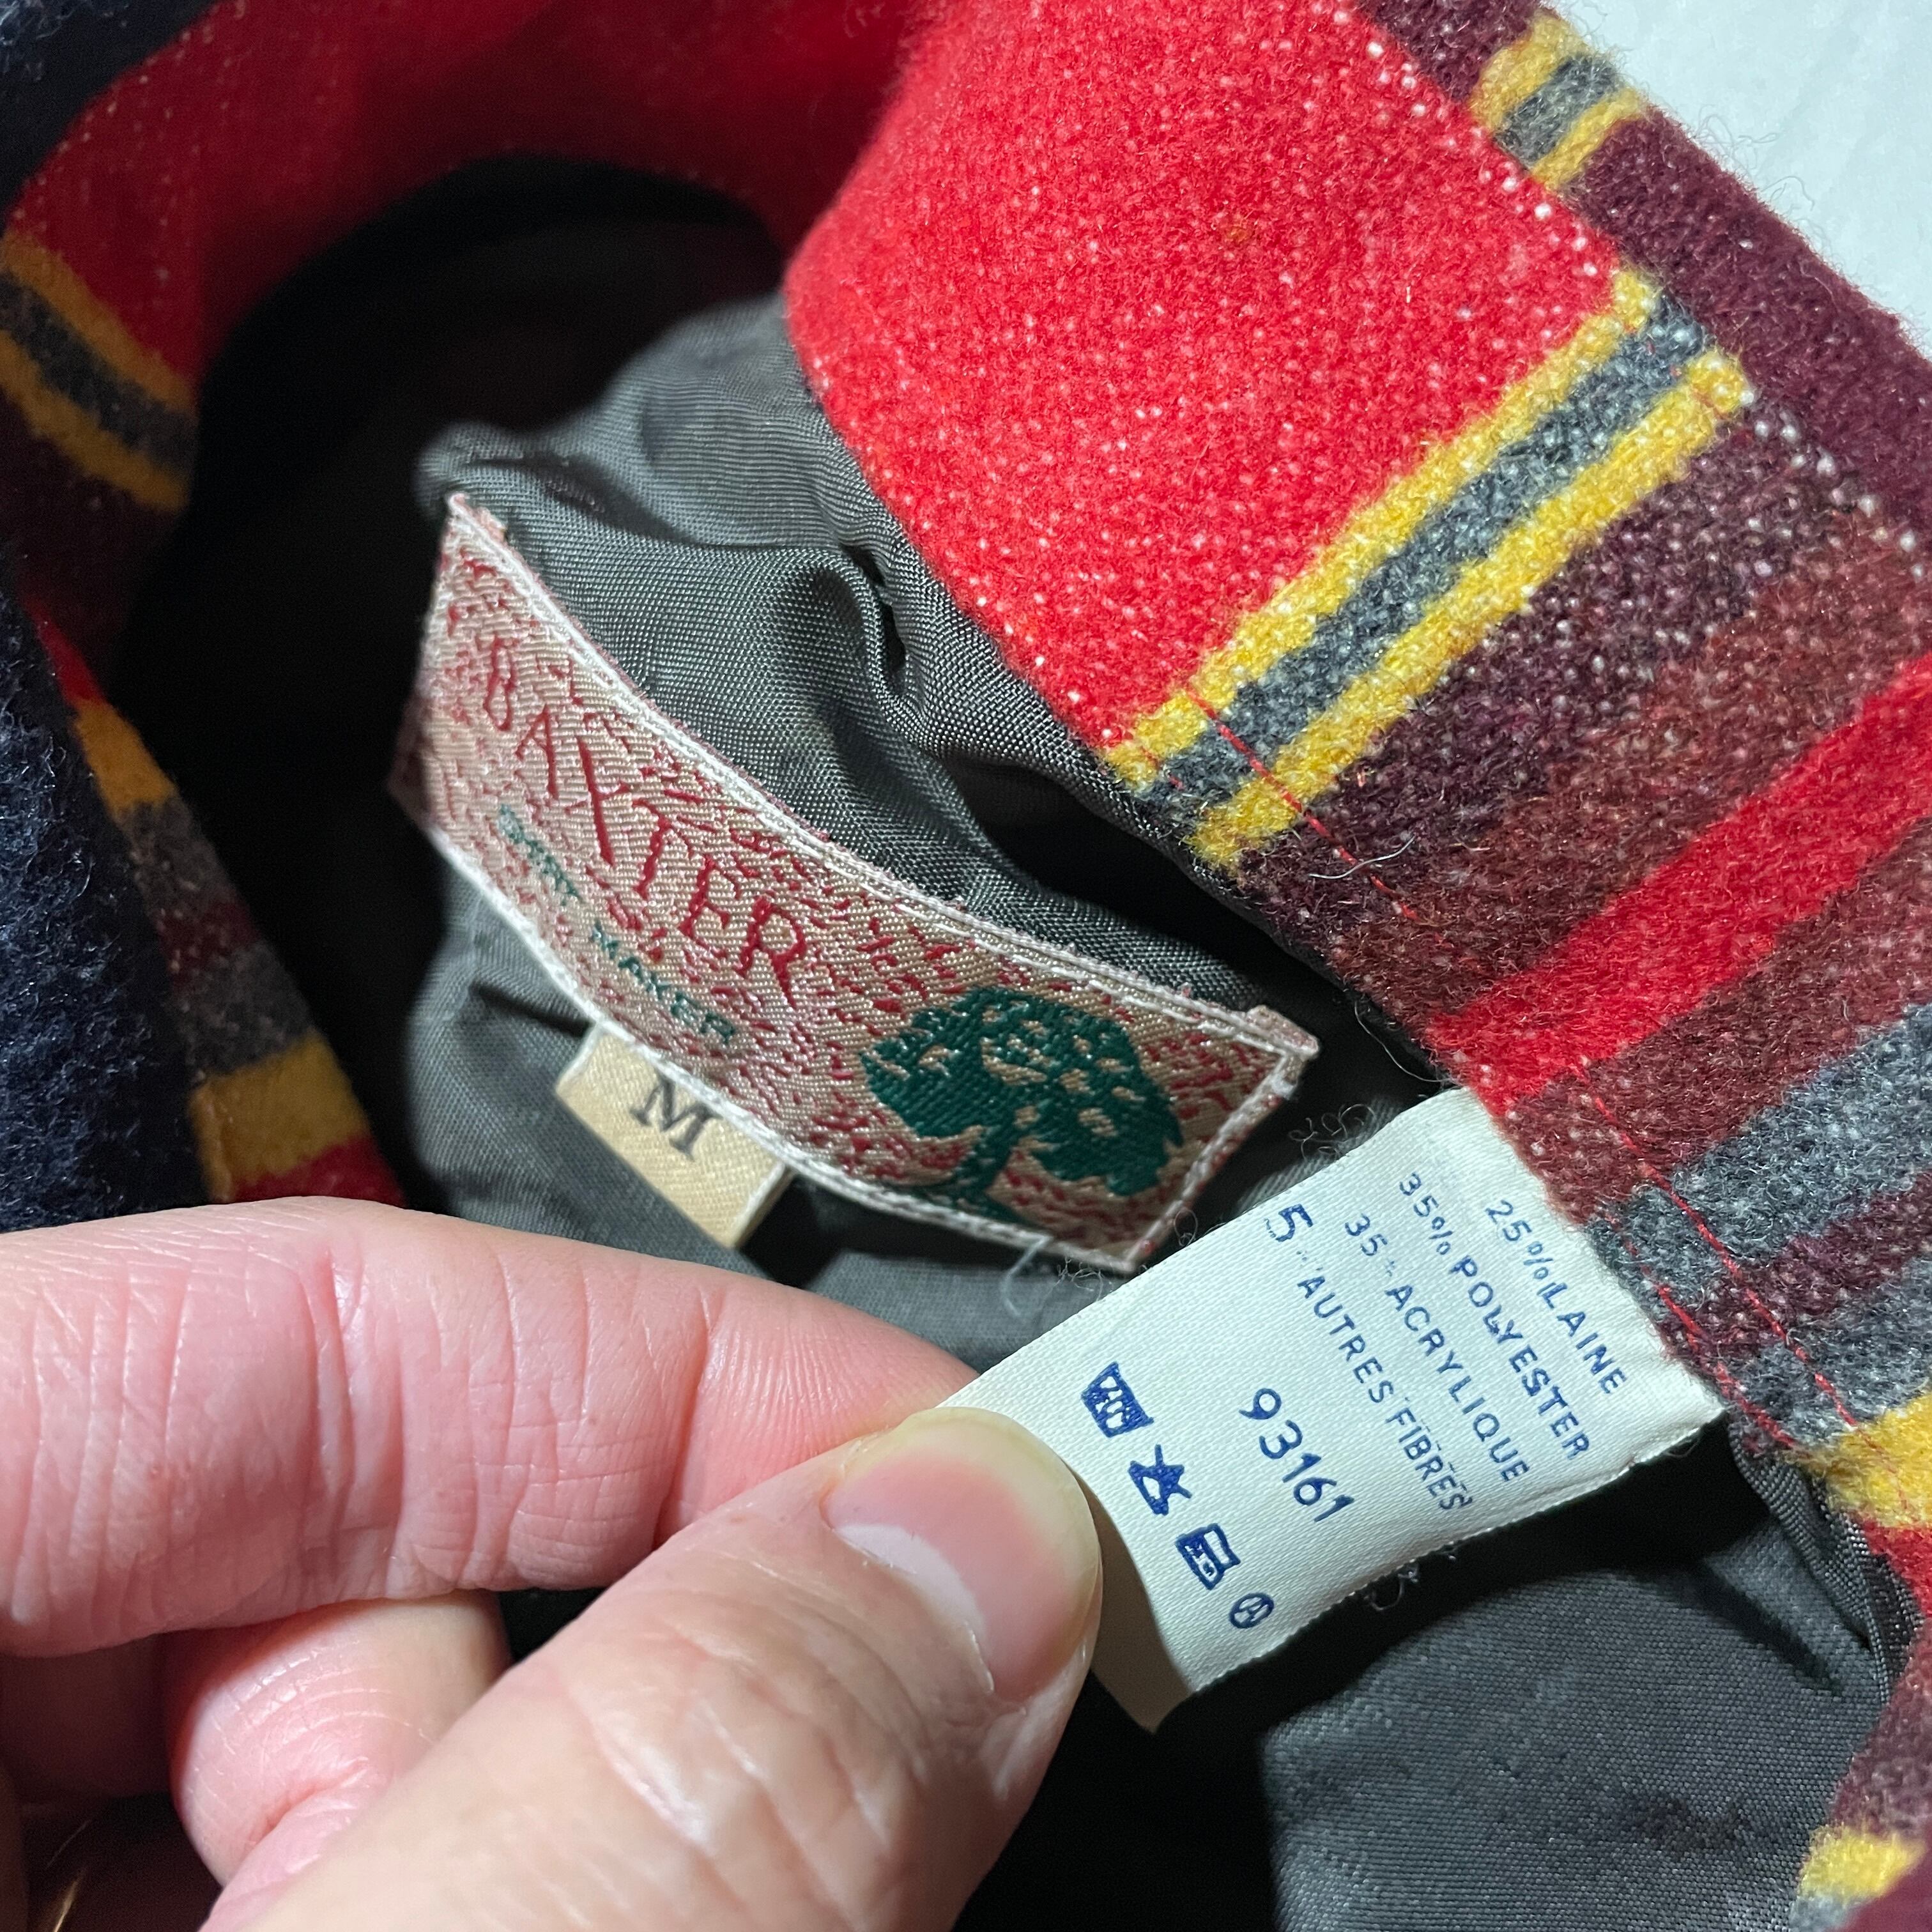 BAXTER
SHIRT MAKER
M
25%LAINE
35% POLYESTER
35% ACRYLIQUE
5% AUTRES FIBRES
93161